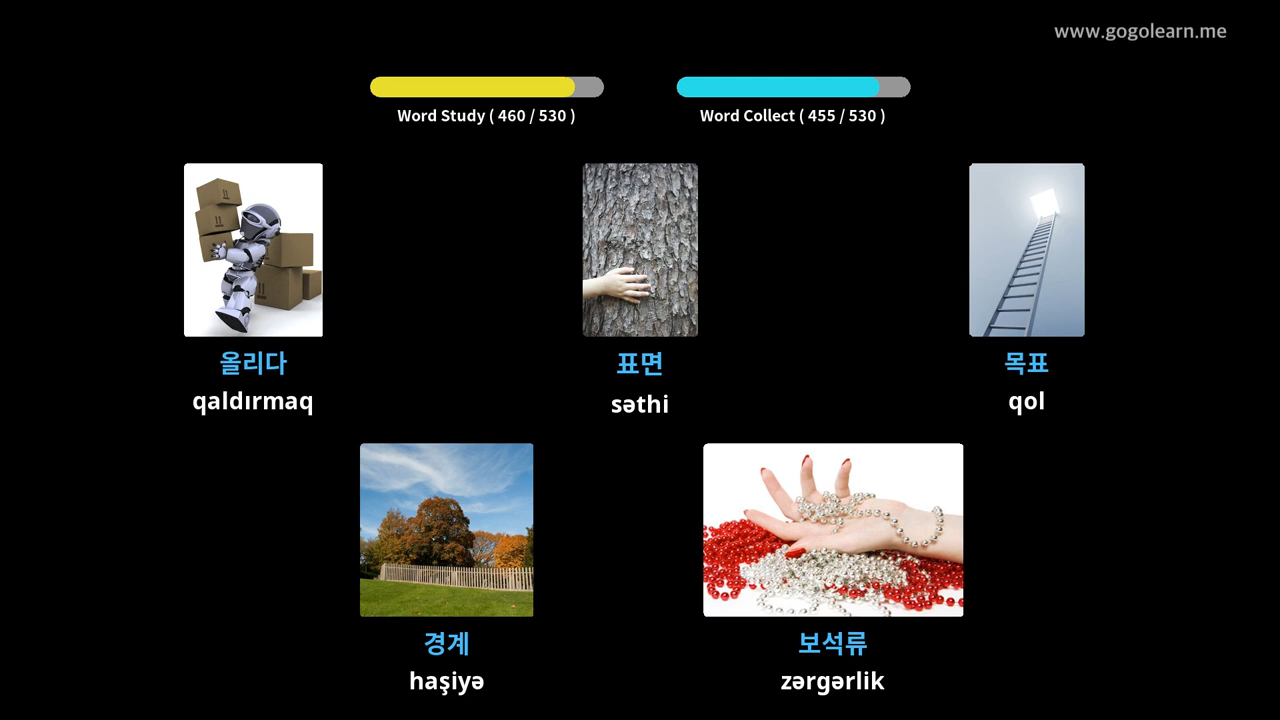 www.gogolearn.me
Word Study ( 460 / 530 )
Word Collect ( 455 / 530 )
올리다
qaldırmaq
표면
səthi
목표
qol
경계
haşiyə
보석류
zərgərlik